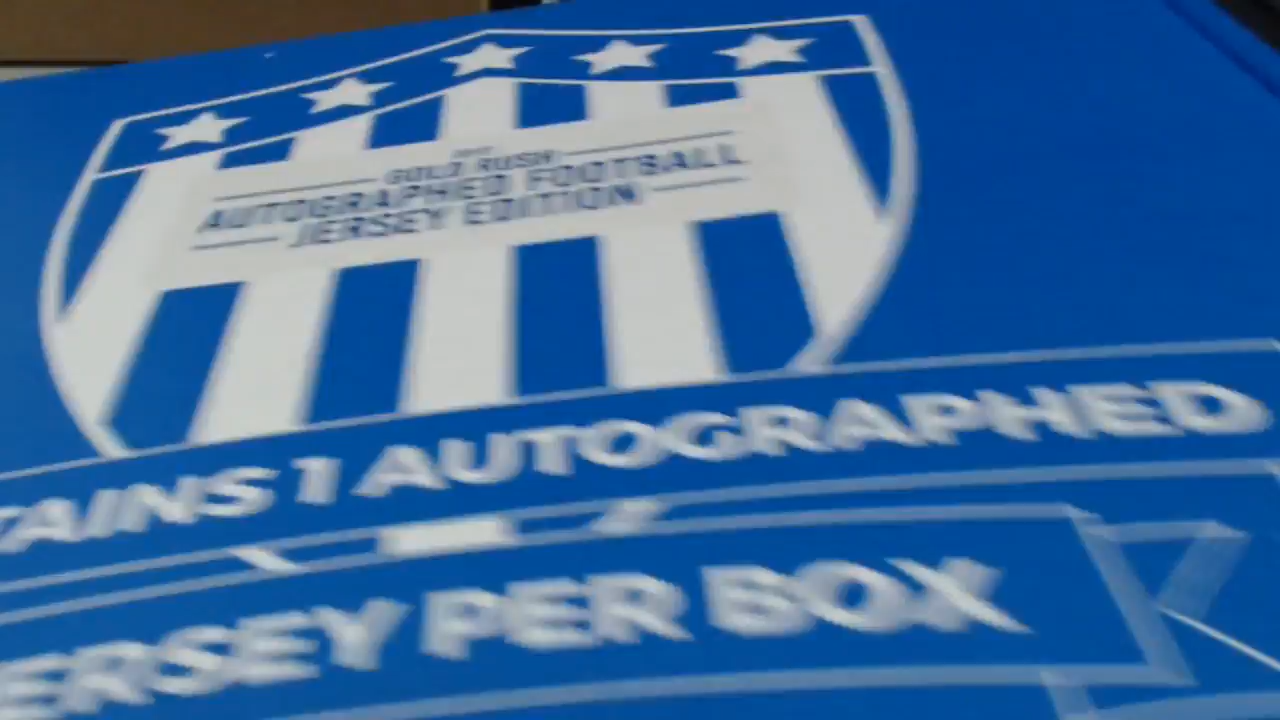 GOLD RUSH
AUTOGRAPHED FOOTBALL
JERSEY EDITION
TAINS 1 AUTOGRAPHED
ERSEY PER BOX